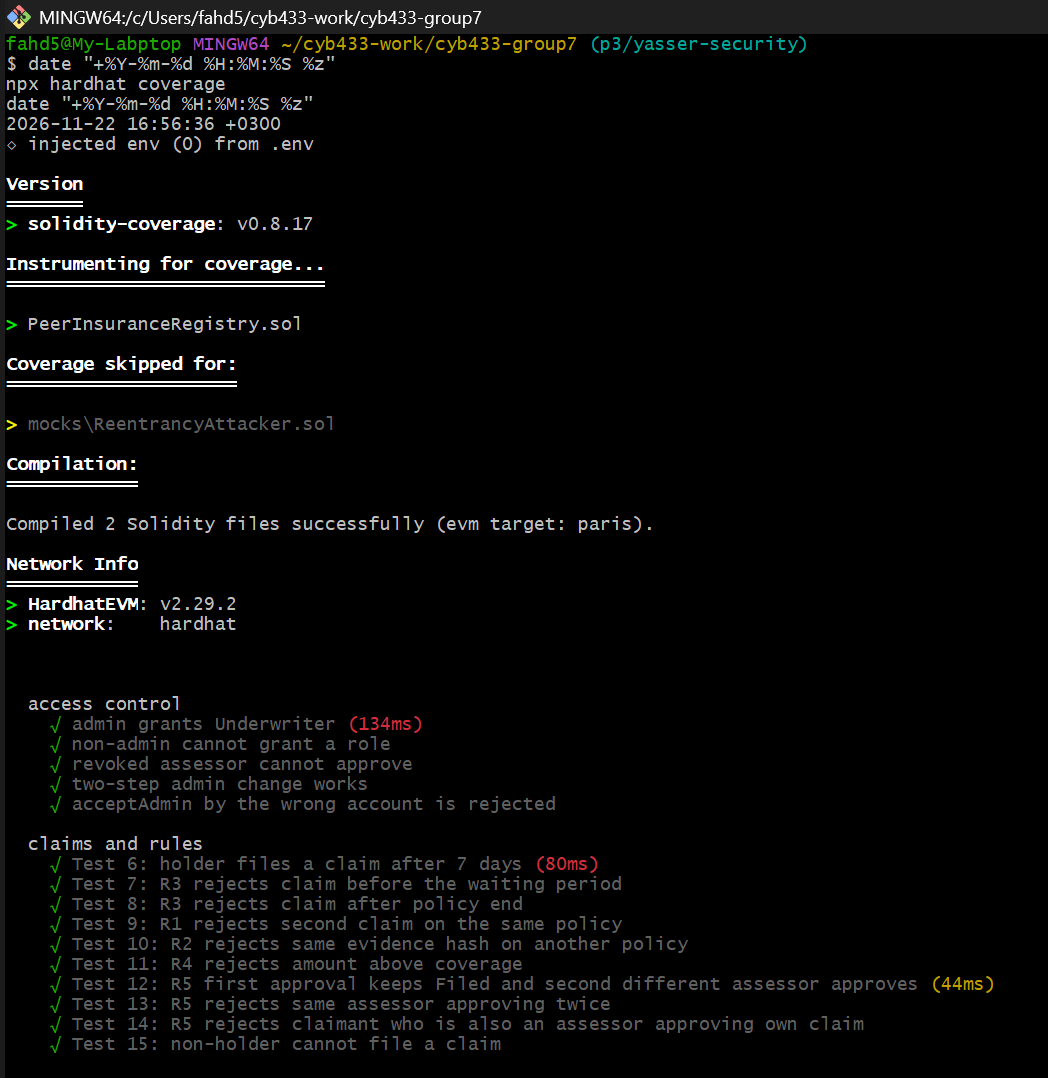 MINGW64:/c/Users/fahd5/cyb433-work/cyb433-group7
fahd5@My-Labptop MINGW64 ~/cyb433-work/cyb433-group7 (p3/yasser-security)
$ date "+%Y-%m-%d %H:%M:%S %z"
npx hardhat coverage
date "+%Y-%m-%d %H:%M:%S %z"
2026-11-22 16:56:36 +0300
◇ injected env (0) from .env
Version
> solidity-coverage: v0.8.17
Instrumenting for coverage...
> PeerInsuranceRegistry.sol
Coverage skipped for:
> mocks\ReentrancyAttacker.sol
Compilation:
Compiled 2 Solidity files successfully (evm target: paris).
Network Info
> HardhatEVM: v2.29.2
> network: hardhat
access control
√ admin grants Underwriter (134ms)
√ non-admin cannot grant a role
√ revoked assessor cannot approve
√ two-step admin change works
√ acceptAdmin by the wrong account is rejected
claims and rules
√ Test 6: holder files a claim after 7 days (80ms)
√ Test 7: R3 rejects claim before the waiting period
√ Test 8: R3 rejects claim after policy end
√ Test 9: R1 rejects second claim on the same policy
√ Test 10: R2 rejects same evidence hash on another policy
√ Test 11: R4 rejects amount above coverage
√ Test 12: R5 first approval keeps Filed and second different assessor approves (44ms)
√ Test 13: R5 rejects same assessor approving twice
√ Test 14: R5 rejects claimant who is also an assessor approving own claim
√ Test 15: non-holder cannot file a claim